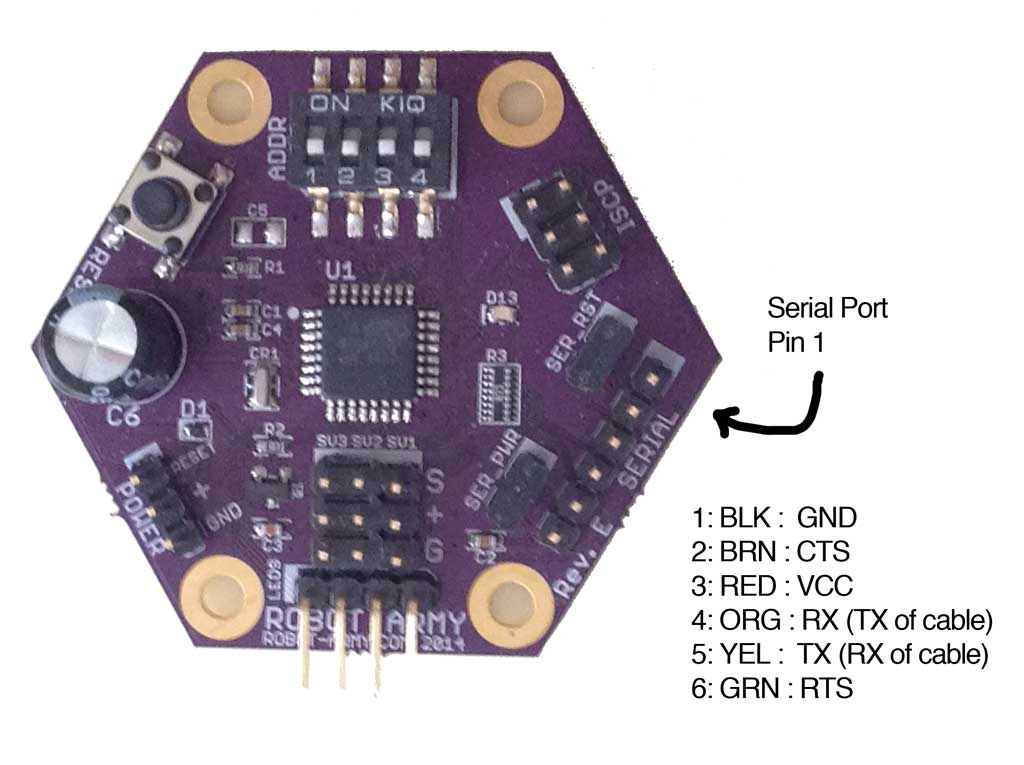 ON KIQ
ADDR
1 2 3 4
ISCP
C5
RES
R1
U1
C1
C4
D13
SER_RST
Serial Port
Pin 1
CR1
R3
C6
D1
R2
SV3 SV2 SV1
RESET
+
GND
POWER
S
+
G
SER_PWR
SERIAL
C3
C2
Rev. E
LEDS
ROBOT ARMY
ROBOT-ARMY.COM 2014
1: BLK : GND
2: BRN : CTS
3: RED : VCC
4: ORG : RX (TX of cable)
5: YEL : TX (RX of cable)
6: GRN : RTS